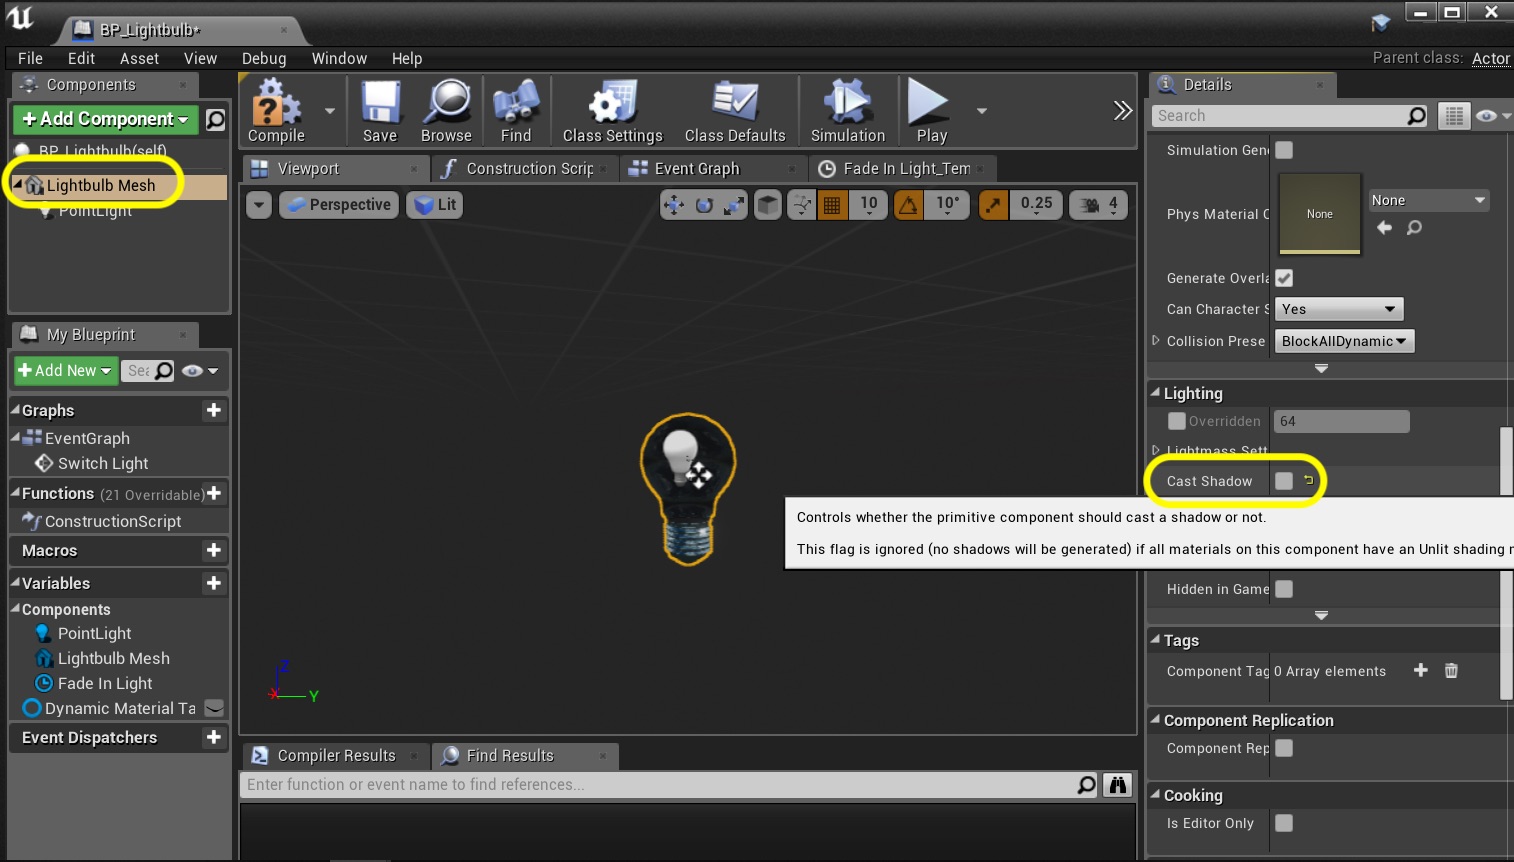 BP_Lightbulb*
File Edit Asset View Debug Window Help
Parent class: Actor
Components
+ Add Component
BP_Lightbulb(self)
Lightbulb Mesh
PointLight
My Blueprint
+ Add New
Sea
Graphs
EventGraph
Switch Light
Functions (21 Overridable)
ConstructionScript
Macros
Variables
Components
PointLight
Lightbulb Mesh
Fade In Light
Dynamic Material Ta
Event Dispatchers
Compile Save Browse Find Class Settings Class Defaults Simulation Play
Viewport Construction Scrip Event Graph Fade In Light_Tem
Perspective Lit 10 10° 0.25 4
Z
X
Y
Compiler Results Find Results
Enter function or event name to find references...
Details
Search
Simulation Gene
Phys Material O None None
Generate Overla
Can Character S Yes
Collision Prese BlockAllDynamic
Lighting
Overridden 64
Lightmass Sett
Cast Shadow
Controls whether the primitive component should cast a shadow or not.
This flag is ignored (no shadows will be generated) if all materials on this component have an Unlit shading m
Hidden in Game
Tags
Component Tag 0 Array elements
Component Replication
Component Rep
Cooking
Is Editor Only